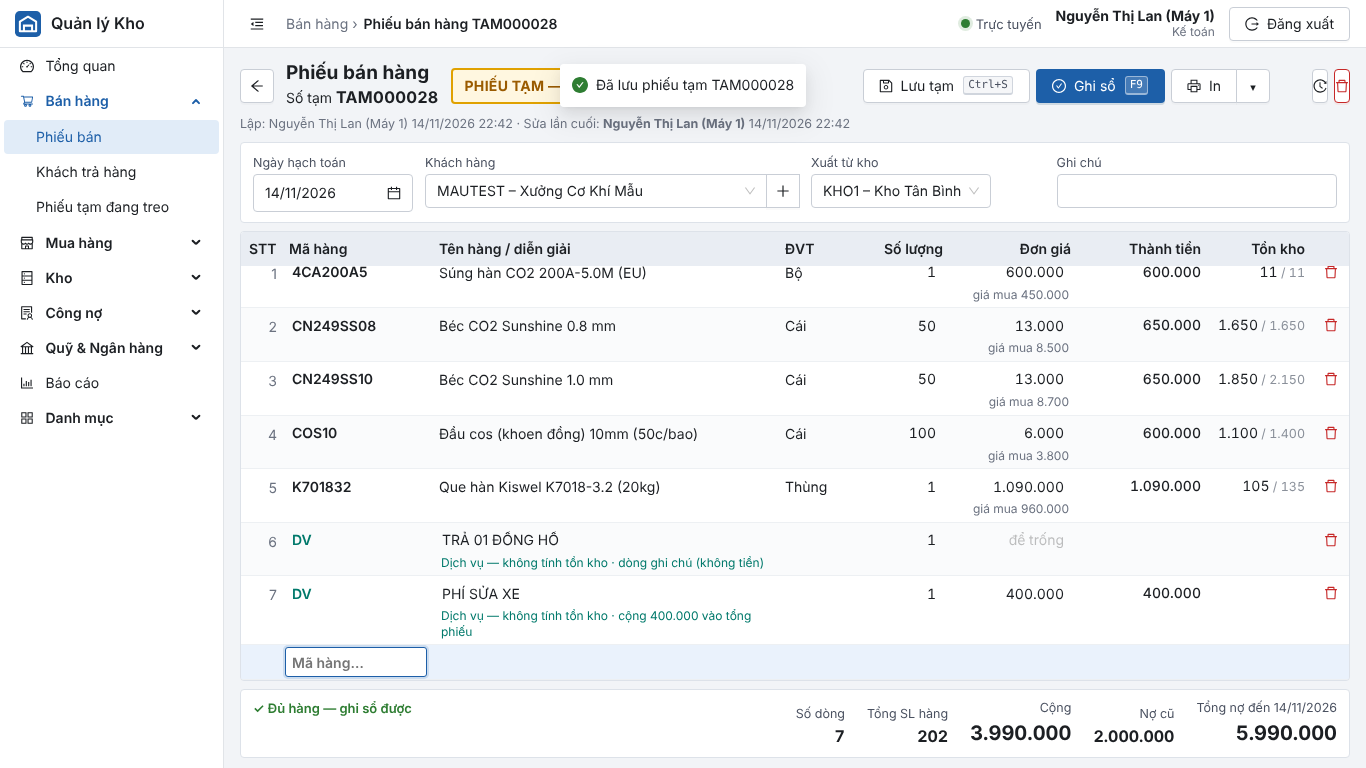 Quản lý Kho
Bán hàng › Phiếu bán hàng TAM000028
Trực tuyến
Nguyễn Thị Lan (Máy 1)
Kế toán
Đăng xuất
Tổng quan
Bán hàng
Phiếu bán
Khách trả hàng
Phiếu tạm đang treo
Mua hàng
Kho
Công nợ
Quỹ & Ngân hàng
Báo cáo
Danh mục
Phiếu bán hàng
Số tạm TAM000028
PHIẾU TẠM —
Đã lưu phiếu tạm TAM000028
Lưu tạm Ctrl+S
Ghi sổ F9
In
Lập: Nguyễn Thị Lan (Máy 1) 14/11/2026 22:42 · Sửa lần cuối: Nguyễn Thị Lan (Máy 1) 14/11/2026 22:42
Ngày hạch toán Khách hàng Xuất từ kho Ghi chú
14/11/2026 MAUTEST – Xưởng Cơ Khí Mẫu KHO1 – Kho Tân Bình
STT Mã hàng Tên hàng / diễn giải ĐVT Số lượng Đơn giá Thành tiền Tồn kho
1 4CA200A5 Súng hàn CO2 200A-5.0M (EU) Bộ 1 600.000 600.000 11 / 11
giá mua 450.000
2 CN249SS08 Béc CO2 Sunshine 0.8 mm Cái 50 13.000 650.000 1.650 / 1.650
giá mua 8.500
3 CN249SS10 Béc CO2 Sunshine 1.0 mm Cái 50 13.000 650.000 1.850 / 2.150
giá mua 8.700
4 COS10 Đầu cos (khoen đồng) 10mm (50c/bao) Cái 100 6.000 600.000 1.100 / 1.400
giá mua 3.800
5 K701832 Que hàn Kiswel K7018-3.2 (20kg) Thùng 1 1.090.000 1.090.000 105 / 135
giá mua 960.000
6 DV TRẢ 01 ĐỒNG HỒ 1 để trống
Dịch vụ — không tính tồn kho · dòng ghi chú (không tiền)
7 DV PHÍ SỬA XE 1 400.000 400.000
Dịch vụ — không tính tồn kho · cộng 400.000 vào tổng
phiếu
Mã hàng...
Đủ hàng — ghi sổ được
Số dòng Tổng SL hàng Cộng Nợ cũ Tổng nợ đến 14/11/2026
7 202 3.990.000 2.000.000 5.990.000